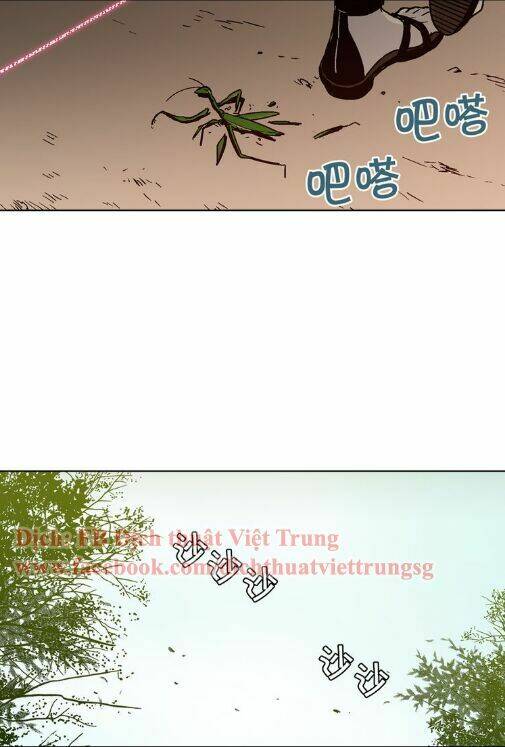 吧嗒
吧嗒
Dịch: FB Dịch thuật Việt Trung
www.facebook.com/dichthuatviettrungsg
沙沙沙
沙沙